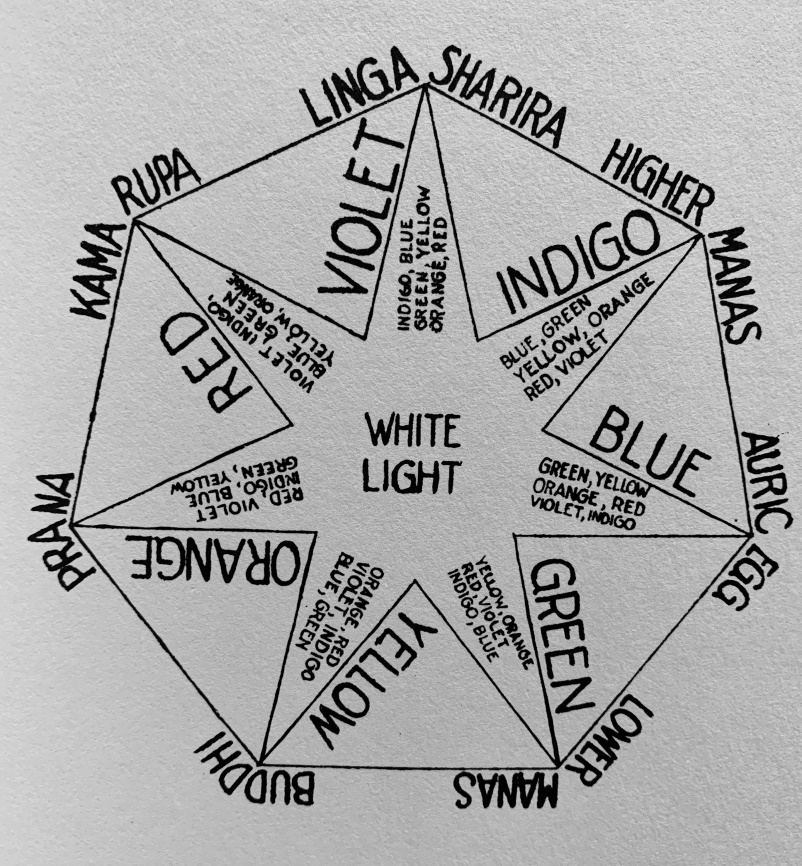 LINGA SHARIRA
HIGHER MANAS
AURIC EGG
LOWER MANAS
BUDDHI
PRANA
KAMA RUPA
VIOLET
INDIGO, BLUE
GREEN, YELLOW
ORANGE, RED
INDIGO
BLUE, GREEN
YELLOW, ORANGE
RED, VIOLET
BLUE
GREEN, YELLOW
ORANGE, RED
VIOLET, INDIGO
GREEN
YELLOW, ORANGE
RED, VIOLET
INDIGO, BLUE
YELLOW
ORANGE, RED
VIOLET, INDIGO
BLUE, GREEN
ORANGE
RED, VIOLET
INDIGO, BLUE
GREEN, YELLOW
RED
VIOLET, INDIGO,
BLUE, GREEN
YELLOW, ORANGE
WHITE
LIGHT